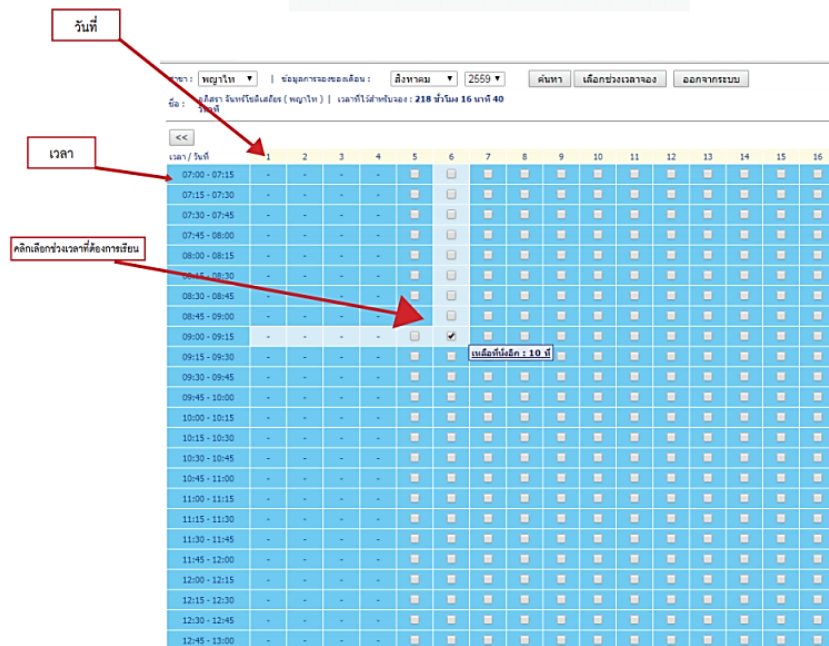 วันที่
สาขา : พญาไท | ข้อมูลการจองของเดือน : สิงหาคม 2559 ค้นหา เลือกช่วงเวลาจอง ออกจากระบบ
ชื่อ : ( พญาไท ) | เวลาที่ไว้สำหรับจอง : 218 ชั่วโมง 16 นาที 40
วินาที
<<
เวลา
เวลา / วันที่ 1 2 3 4 5 6 7 8 9 10 11 12 13 14 15 16
07:00 - 07:15 - - - -
07:15 - 07:30 - - - -
07:30 - 07:45 - - - -
07:45 - 08:00 - - - -
คลิกเลือกช่วงเวลาที่ต้องการเรียน
08:00 - 08:15 - - - -
08:15 - 08:30 - - - -
08:30 - 08:45 - - - -
08:45 - 09:00 - - - -
09:00 - 09:15 - - - -
เหลือที่นั่งอีก : 10 ที่
09:15 - 09:30 - - - -
09:30 - 09:45 - - - -
09:45 - 10:00 - - - -
10:00 - 10:15 - - - -
10:15 - 10:30 - - - -
10:30 - 10:45 - - - -
10:45 - 11:00 - - - -
11:00 - 11:15 - - - -
11:15 - 11:30 - - - -
11:30 - 11:45 - - - -
11:45 - 12:00 - - - -
12:00 - 12:15 - - - -
12:15 - 12:30 - - - -
12:30 - 12:45 - - - -
12:45 - 13:00 - - - -